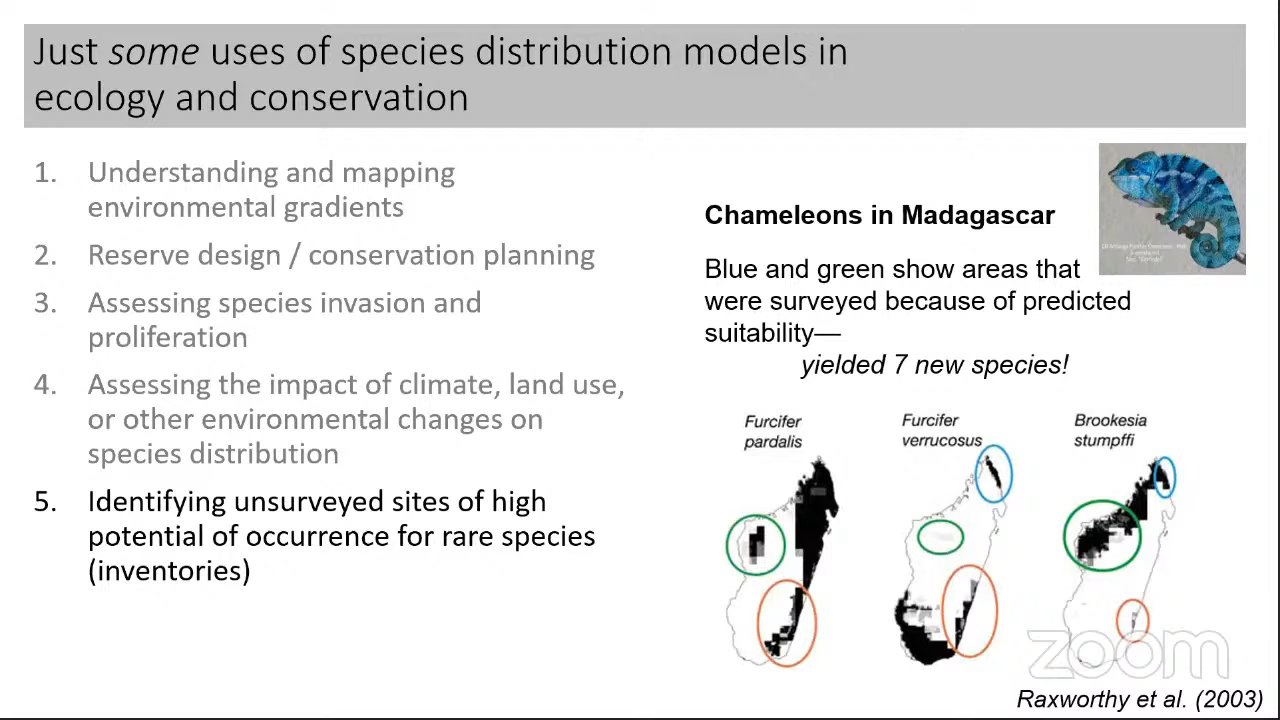 Just some uses of species distribution models in
ecology and conservation
1. Understanding and mapping
environmental gradients
2. Reserve design / conservation planning
3. Assessing species invasion and
proliferation
4. Assessing the impact of climate, land use,
or other environmental changes on
species distribution
5. Identifying unsurveyed sites of high
potential of occurrence for rare species
(inventories)
Chameleons in Madagascar
Blue and green show areas that
were surveyed because of predicted
suitability—
yielded 7 new species!
Furcifer
pardalis
Furcifer
verrucosus
Brookesia
stumpffi
zoom
Raxworthy et al. (2003)